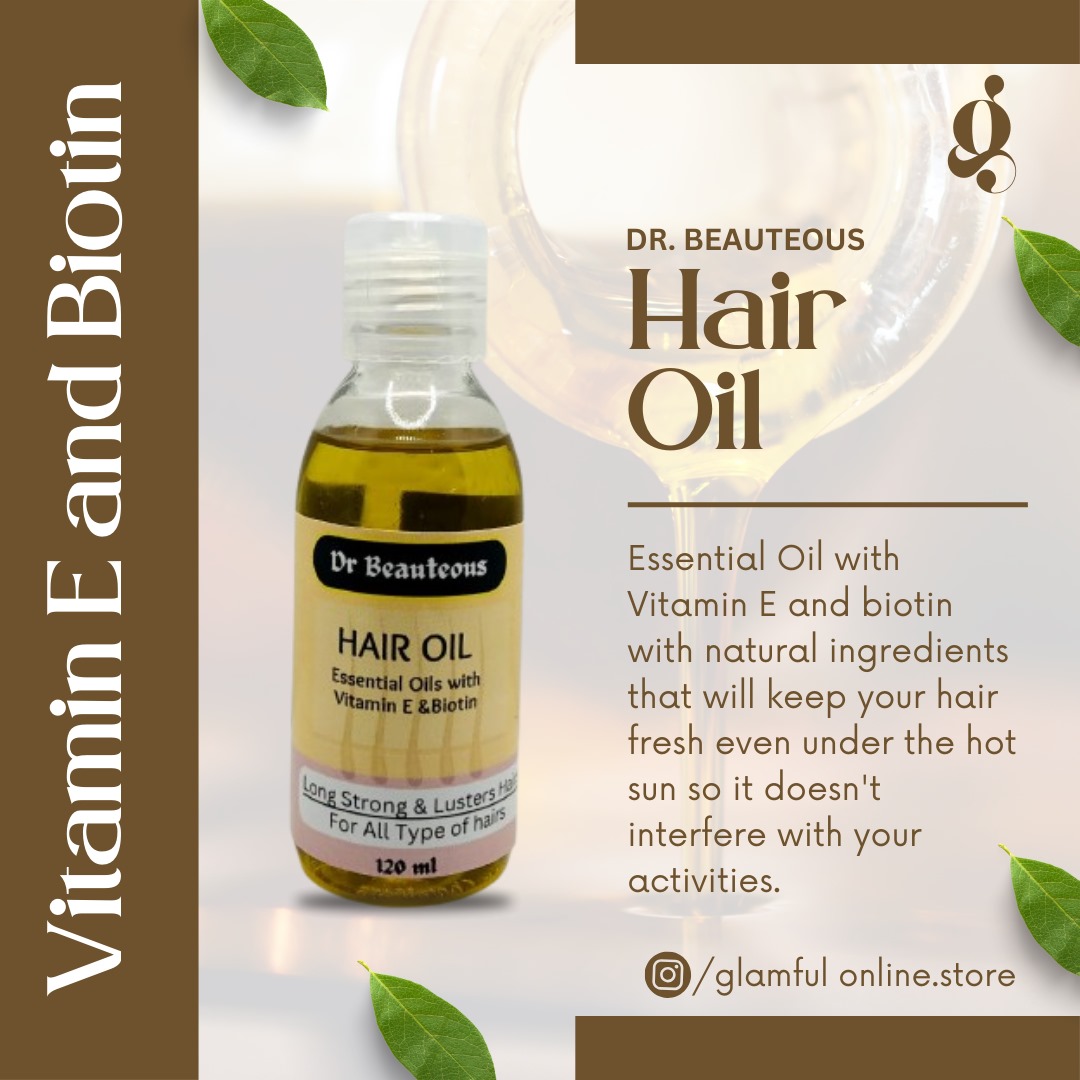 Vitamin E and Biotin
g
DR. BEAUTEOUS
Hair
Oil
Essential Oil with
Vitamin E and biotin
with natural ingredients
that will keep your hair
fresh even under the hot
sun so it doesn't
interfere with your
activities.
/glamful online.store
Dr Beauteous
HAIR OIL
Essential Oils with
Vitamin E &Biotin
Long Strong & Lusters Hair
For All Type of hairs
120 ml